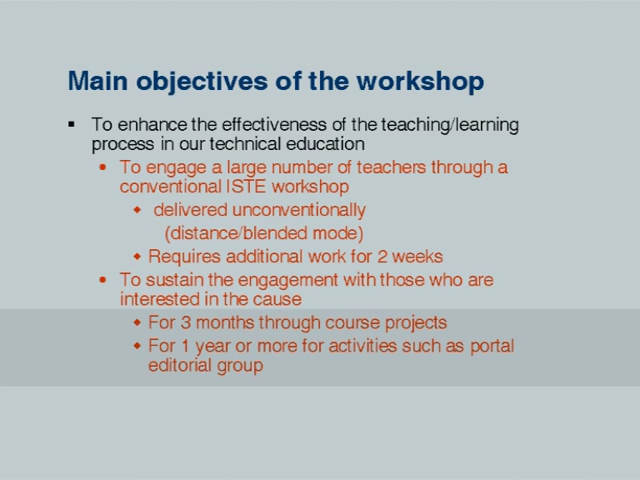 Main objectives of the workshop
▪ To enhance the effectiveness of the teaching/learning
process in our technical education
• To engage a large number of teachers through a
conventional ISTE workshop
◆ delivered unconventionally
(distance/blended mode)
◆ Requires additional work for 2 weeks
• To sustain the engagement with those who are
interested in the cause
◆ For 3 months through course projects
◆ For 1 year or more for activities such as portal
editorial group